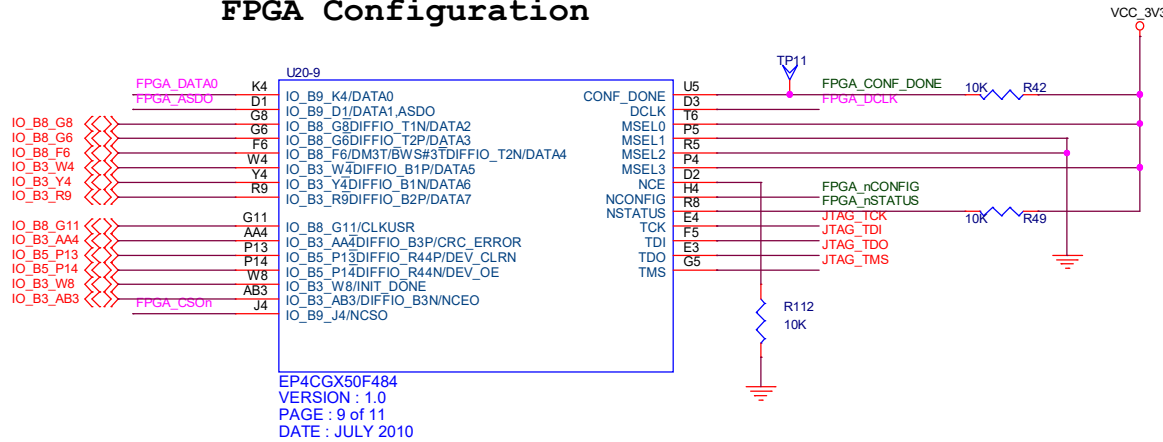 FPGA Configuration
VCC_3V3
U20-9
TP11
FPGA_DATA0 K4 IO_B9_K4/DATA0 CONF_DONE U5 FPGA_CONF_DONE 10K R42
FPGA_ASDO D1 IO_B9_D1/DATA1,ASDO DCLK D3 FPGA_DCLK
IO_B8_G8 G8 IO_B8_G8DIFFIO_T1N/DATA2 MSEL0 T6
IO_B8_G6 G6 IO_B8_G6DIFFIO_T2P/DATA3 MSEL1 P5
IO_B8_F6 F6 IO_B8_F6/DM3T/BWS#3TDIFFIO_T2N/DATA4 MSEL2 R5
IO_B3_W4 W4 IO_B3_W4DIFFIO_B1P/DATA5 MSEL3 P4
IO_B3_Y4 Y4 IO_B3_Y4DIFFIO_B1N/DATA6 NCE D2
IO_B3_R9 R9 IO_B3_R9DIFFIO_B2P/DATA7 NCONFIG H4 FPGA_nCONFIG
NSTATUS R8 FPGA_nSTATUS 10K R49
IO_B8_G11 G11 IO_B8_G11/CLKUSR TCK E4 JTAG_TCK
IO_B3_AA4 AA4 IO_B3_AA4DIFFIO_B3P/CRC_ERROR TDI F5 JTAG_TDI
IO_B5_P13 P13 IO_B5_P13DIFFIO_R44P/DEV_CLRN TDO E3 JTAG_TDO
IO_B5_P14 P14 IO_B5_P14DIFFIO_R44N/DEV_OE TMS G5 JTAG_TMS
IO_B3_W8 W8 IO_B3_W8/INIT_DONE
IO_B3_AB3 AB3 IO_B3_AB3/DIFFIO_B3N/NCEO
FPGA_CSOn J4 IO_B9_J4/NCSO
R112
10K
EP4CGX50F484
VERSION : 1.0
PAGE : 9 of 11
DATE : JULY 2010